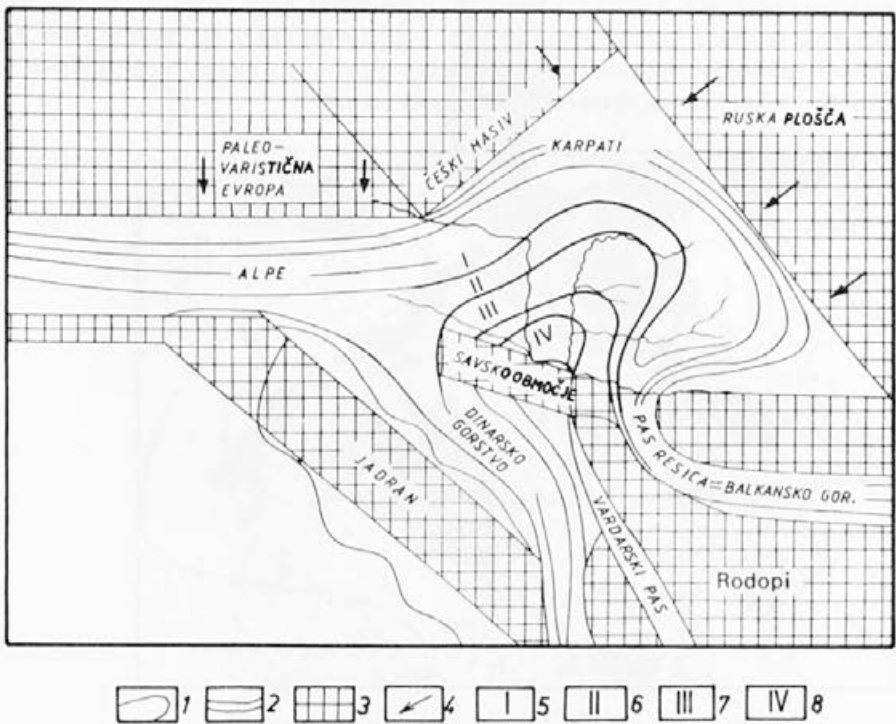 PALEO-
VARISTIČNA
EVROPA
ČEŠKI MASIV
KARPATI
RUSKA PLOŠČA
ALPE
I
II
III
IV
SAVSKO OBMOČJE
DINARSKO
GORSTVO
JADRAN
PAS RESICA=BALKANSKO GOR.
VARDARSKI PAS
Rodopi
1 2 3 4 I 5 II 6 III 7 IV 8